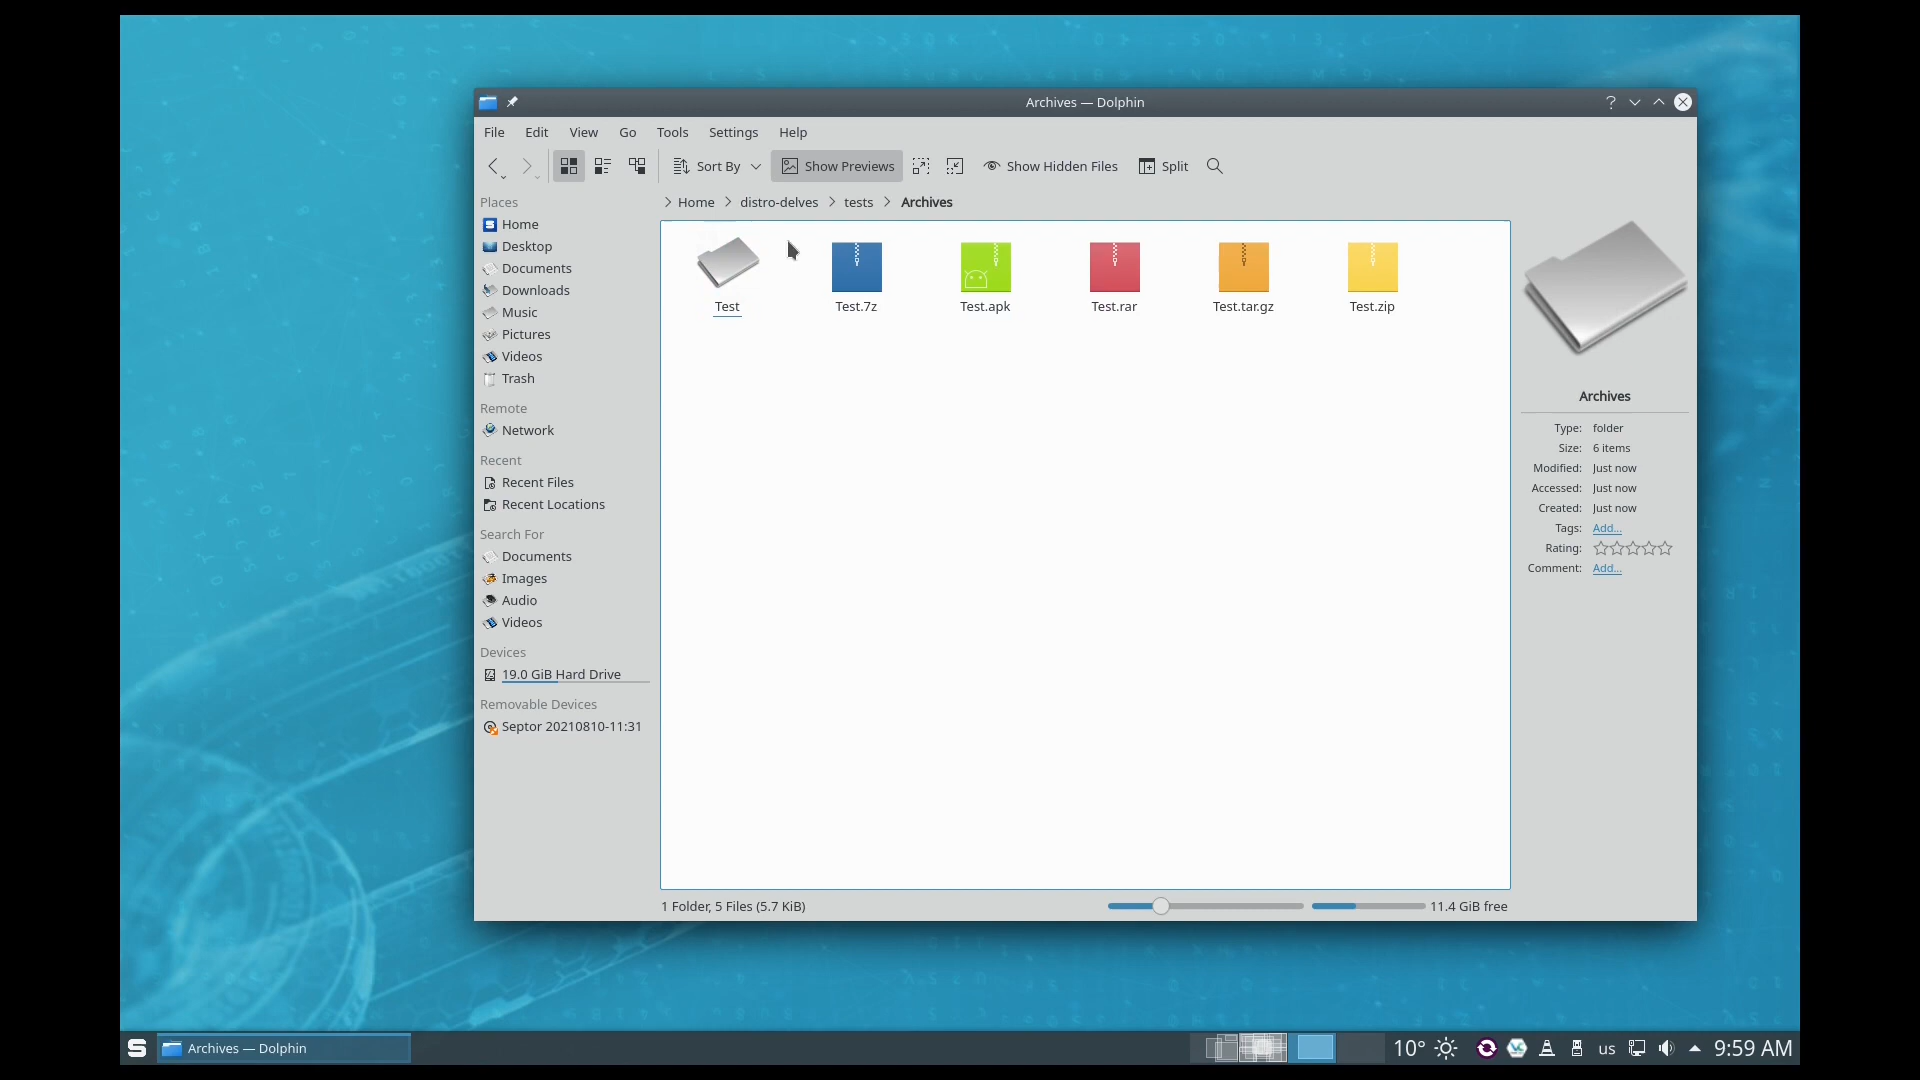 Archives — Dolphin
File Edit View Go Tools Settings Help
Sort By Show Previews Show Hidden Files Split
Places
Home
Desktop
Documents
Downloads
Music
Pictures
Videos
Trash
Remote
Network
Recent
Recent Files
Recent Locations
Search For
Documents
Images
Audio
Videos
Devices
19.0 GiB Hard Drive
Removable Devices
Septor 20210810-11:31
Home distro-delves tests Archives
Test Test.7z Test.apk Test.rar Test.tar.gz Test.zip
1 Folder, 5 Files (5.7 KiB) 11.4 GiB free
Archives
Type: folder
Size: 6 items
Modified: Just now
Accessed: Just now
Created: Just now
Tags: Add...
Rating:
Comment: Add...
Archives — Dolphin 10° us 9:59 AM